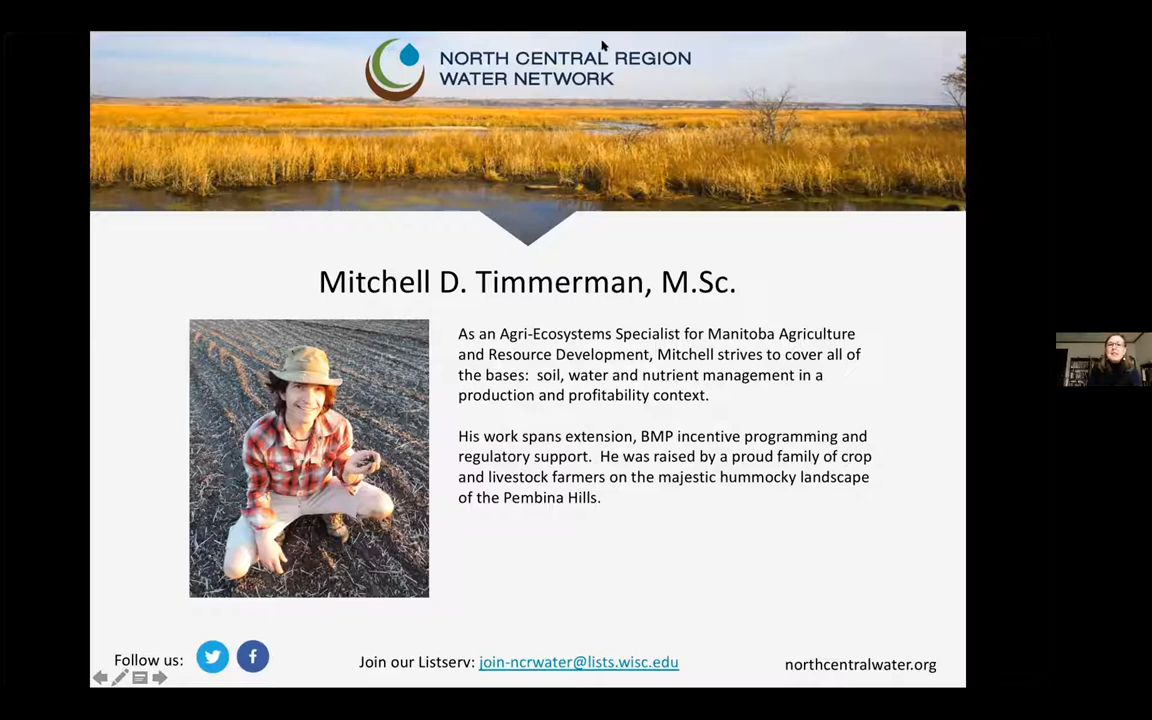 NORTH CENTRAL REGION
WATER NETWORK
Mitchell D. Timmerman, M.Sc.
As an Agri-Ecosystems Specialist for Manitoba Agriculture
and Resource Development, Mitchell strives to cover all of
the bases:  soil, water and nutrient management in a
production and profitability context.
His work spans extension, BMP incentive programming and
regulatory support.  He was raised by a proud family of crop
and livestock farmers on the majestic hummocky landscape
of the Pembina Hills.
Follow us:
Join our Listserv: join-ncrwater@lists.wisc.edu
northcentralwater.org